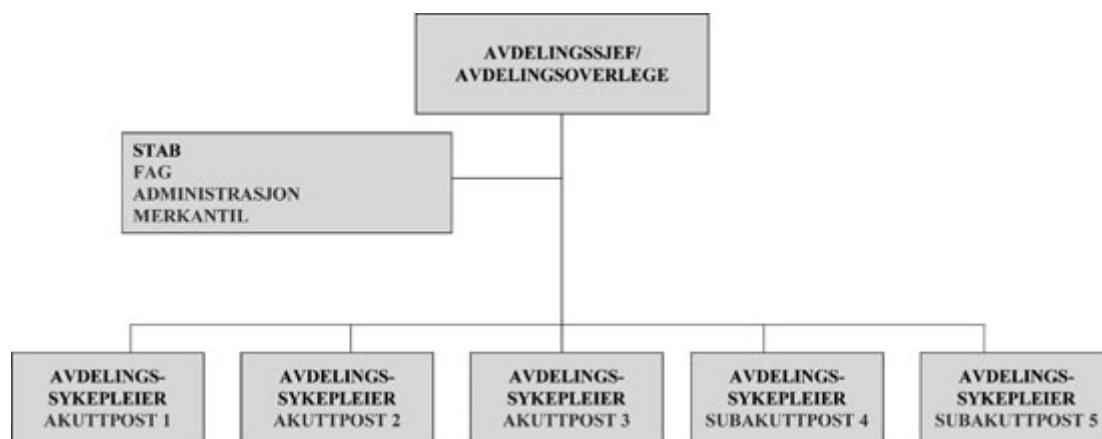 AVDELINGSSJEF/
AVDELINGSOVERLEGE
STAB
FAG
ADMINISTRASJON
MERKANTIL
AVDELINGS-
SYKEPLEIER
AKUTTPOST 1
AVDELINGS-
SYKEPLEIER
AKUTTPOST 2
AVDELINGS-
SYKEPLEIER
AKUTTPOST 3
AVDELINGS-
SYKEPLEIER
SUBAKUTTPOST 4
AVDELINGS-
SYKEPLEIER
SUBAKUTTPOST 5